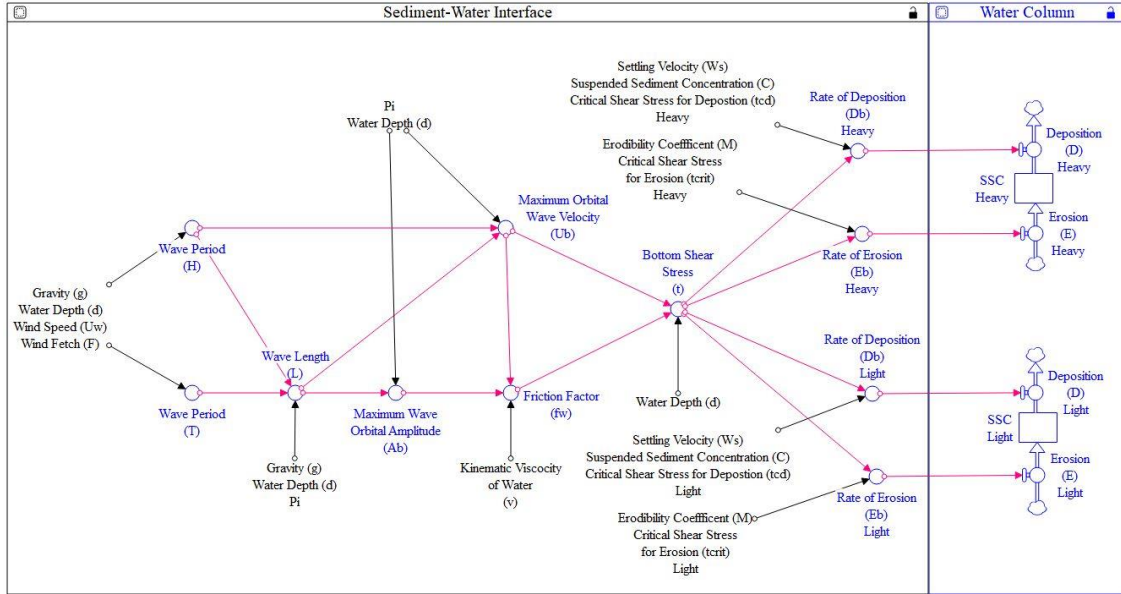 Sediment-Water Interface
Water Column
Settling Velocity (Ws)
Suspended Sediment Concentration (C)
Critical Shear Stress for Depostion (tcd)
Heavy
Rate of Deposition
(Db)
Heavy
Pi
Water Depth (d)
Erodibility Coeffficent (M)
Critical Shear Stress
for Erosion (tcrit)
Heavy
Deposition
(D)
Heavy
SSC
Heavy
Erosion
(E)
Heavy
Maximum Orbital
Wave Velocity
(Ub)
Wave Period
(H)
Bottom Shear
Stress
(t)
Rate of Erosion
(Eb)
Heavy
Gravity (g)
Water Depth (d)
Wind Speed (Uw)
Wind Fetch (F)
Wave Length
(L)
Rate of Deposition
(Db)
Light
Wave Period
(T)
Maximum Wave
Orbital Amplitude
(Ab)
Friction Factor
(fw)
Water Depth (d)
Deposition
(D)
Light
SSC
Light
Erosion
(E)
Light
Gravity (g)
Water Depth (d)
Pi
Kinematic Viscocity
of Water
(v)
Settling Velocity (Ws)
Suspended Sediment Concentration (C)
Critical Shear Stress for Depostion (tcd)
Light
Rate of Erosion
(Eb)
Light
Erodibility Coeffficent (M)
Critical Shear Stress
for Erosion (tcrit)
Light